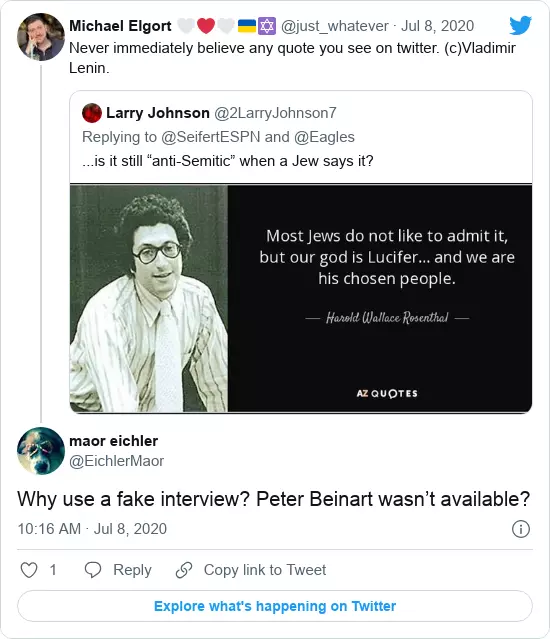 Michael Elgort 🤍❤️🤍🇺🇦✡️ @just_whatever · Jul 8, 2020
Never immediately believe any quote you see on twitter. (c)Vladimir
Lenin.
Larry Johnson @2LarryJohnson7
Replying to @SeifertESPN and @Eagles
...is it still “anti-Semitic” when a Jew says it?
Most Jews do not like to admit it,
but our god is Lucifer... and we are
his chosen people.
— Harold Wallace Rosenthal —
AZ QUOTES
maor eichler
@EichlerMaor
Why use a fake interview? Peter Beinart wasn’t available?
10:16 AM · Jul 8, 2020
1 Reply Copy link to Tweet
Explore what's happening on Twitter